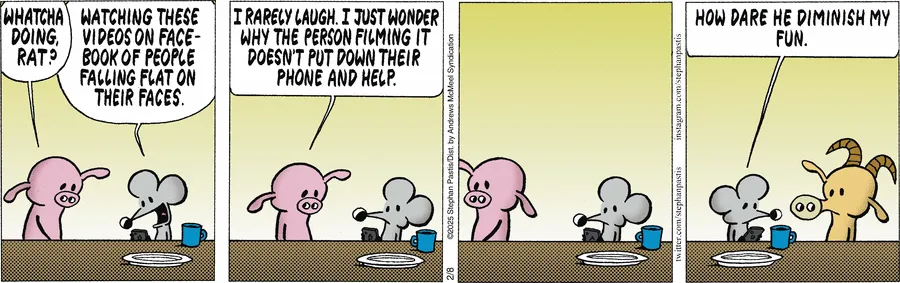 WHATCHA
DOING,
RAT?
WATCHING THESE
VIDEOS ON FACE-
BOOK OF PEOPLE
FALLING FLAT ON
THEIR FACES.
I RARELY LAUGH. I JUST WONDER
WHY THE PERSON FILMING IT
DOESN'T PUT DOWN THEIR
PHONE AND HELP.
©2025 Stephan Pastis/Dist. by Andrews McMeel Syndication
2/8
twitter.com/stephanpastis
instagram.com/stephanpastis
HOW DARE HE DIMINISH MY
FUN.